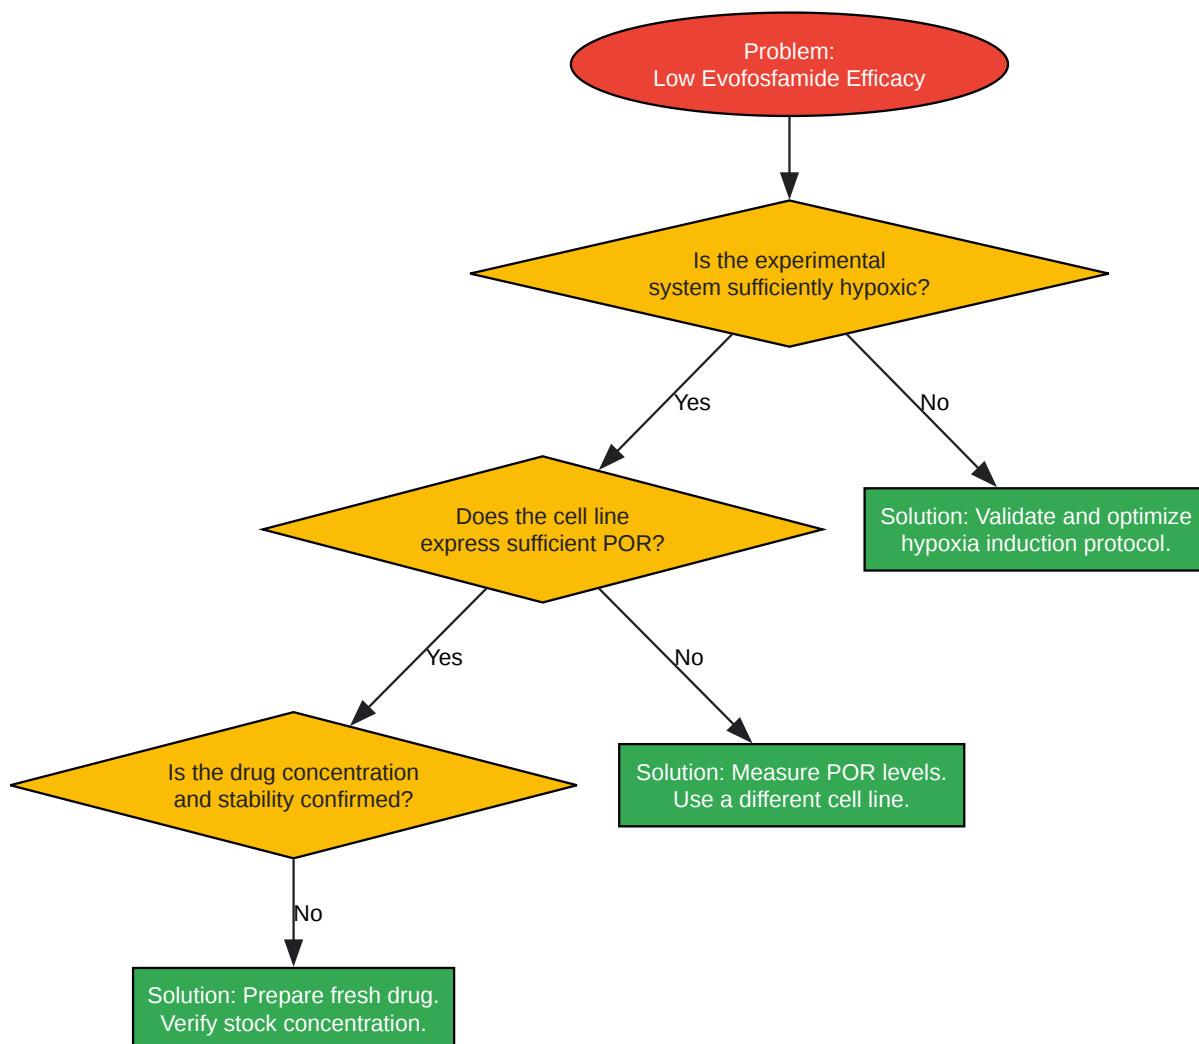 Problem:
Low Evofosfamide Efficacy
Is the experimental
system sufficiently hypoxic?
Yes
No
Does the cell line
express sufficient POR?
Solution: Validate and optimize
hypoxia induction protocol.
Yes
No
Is the drug concentration
and stability confirmed?
Solution: Measure POR levels.
Use a different cell line.
No
Solution: Prepare fresh drug.
Verify stock concentration.